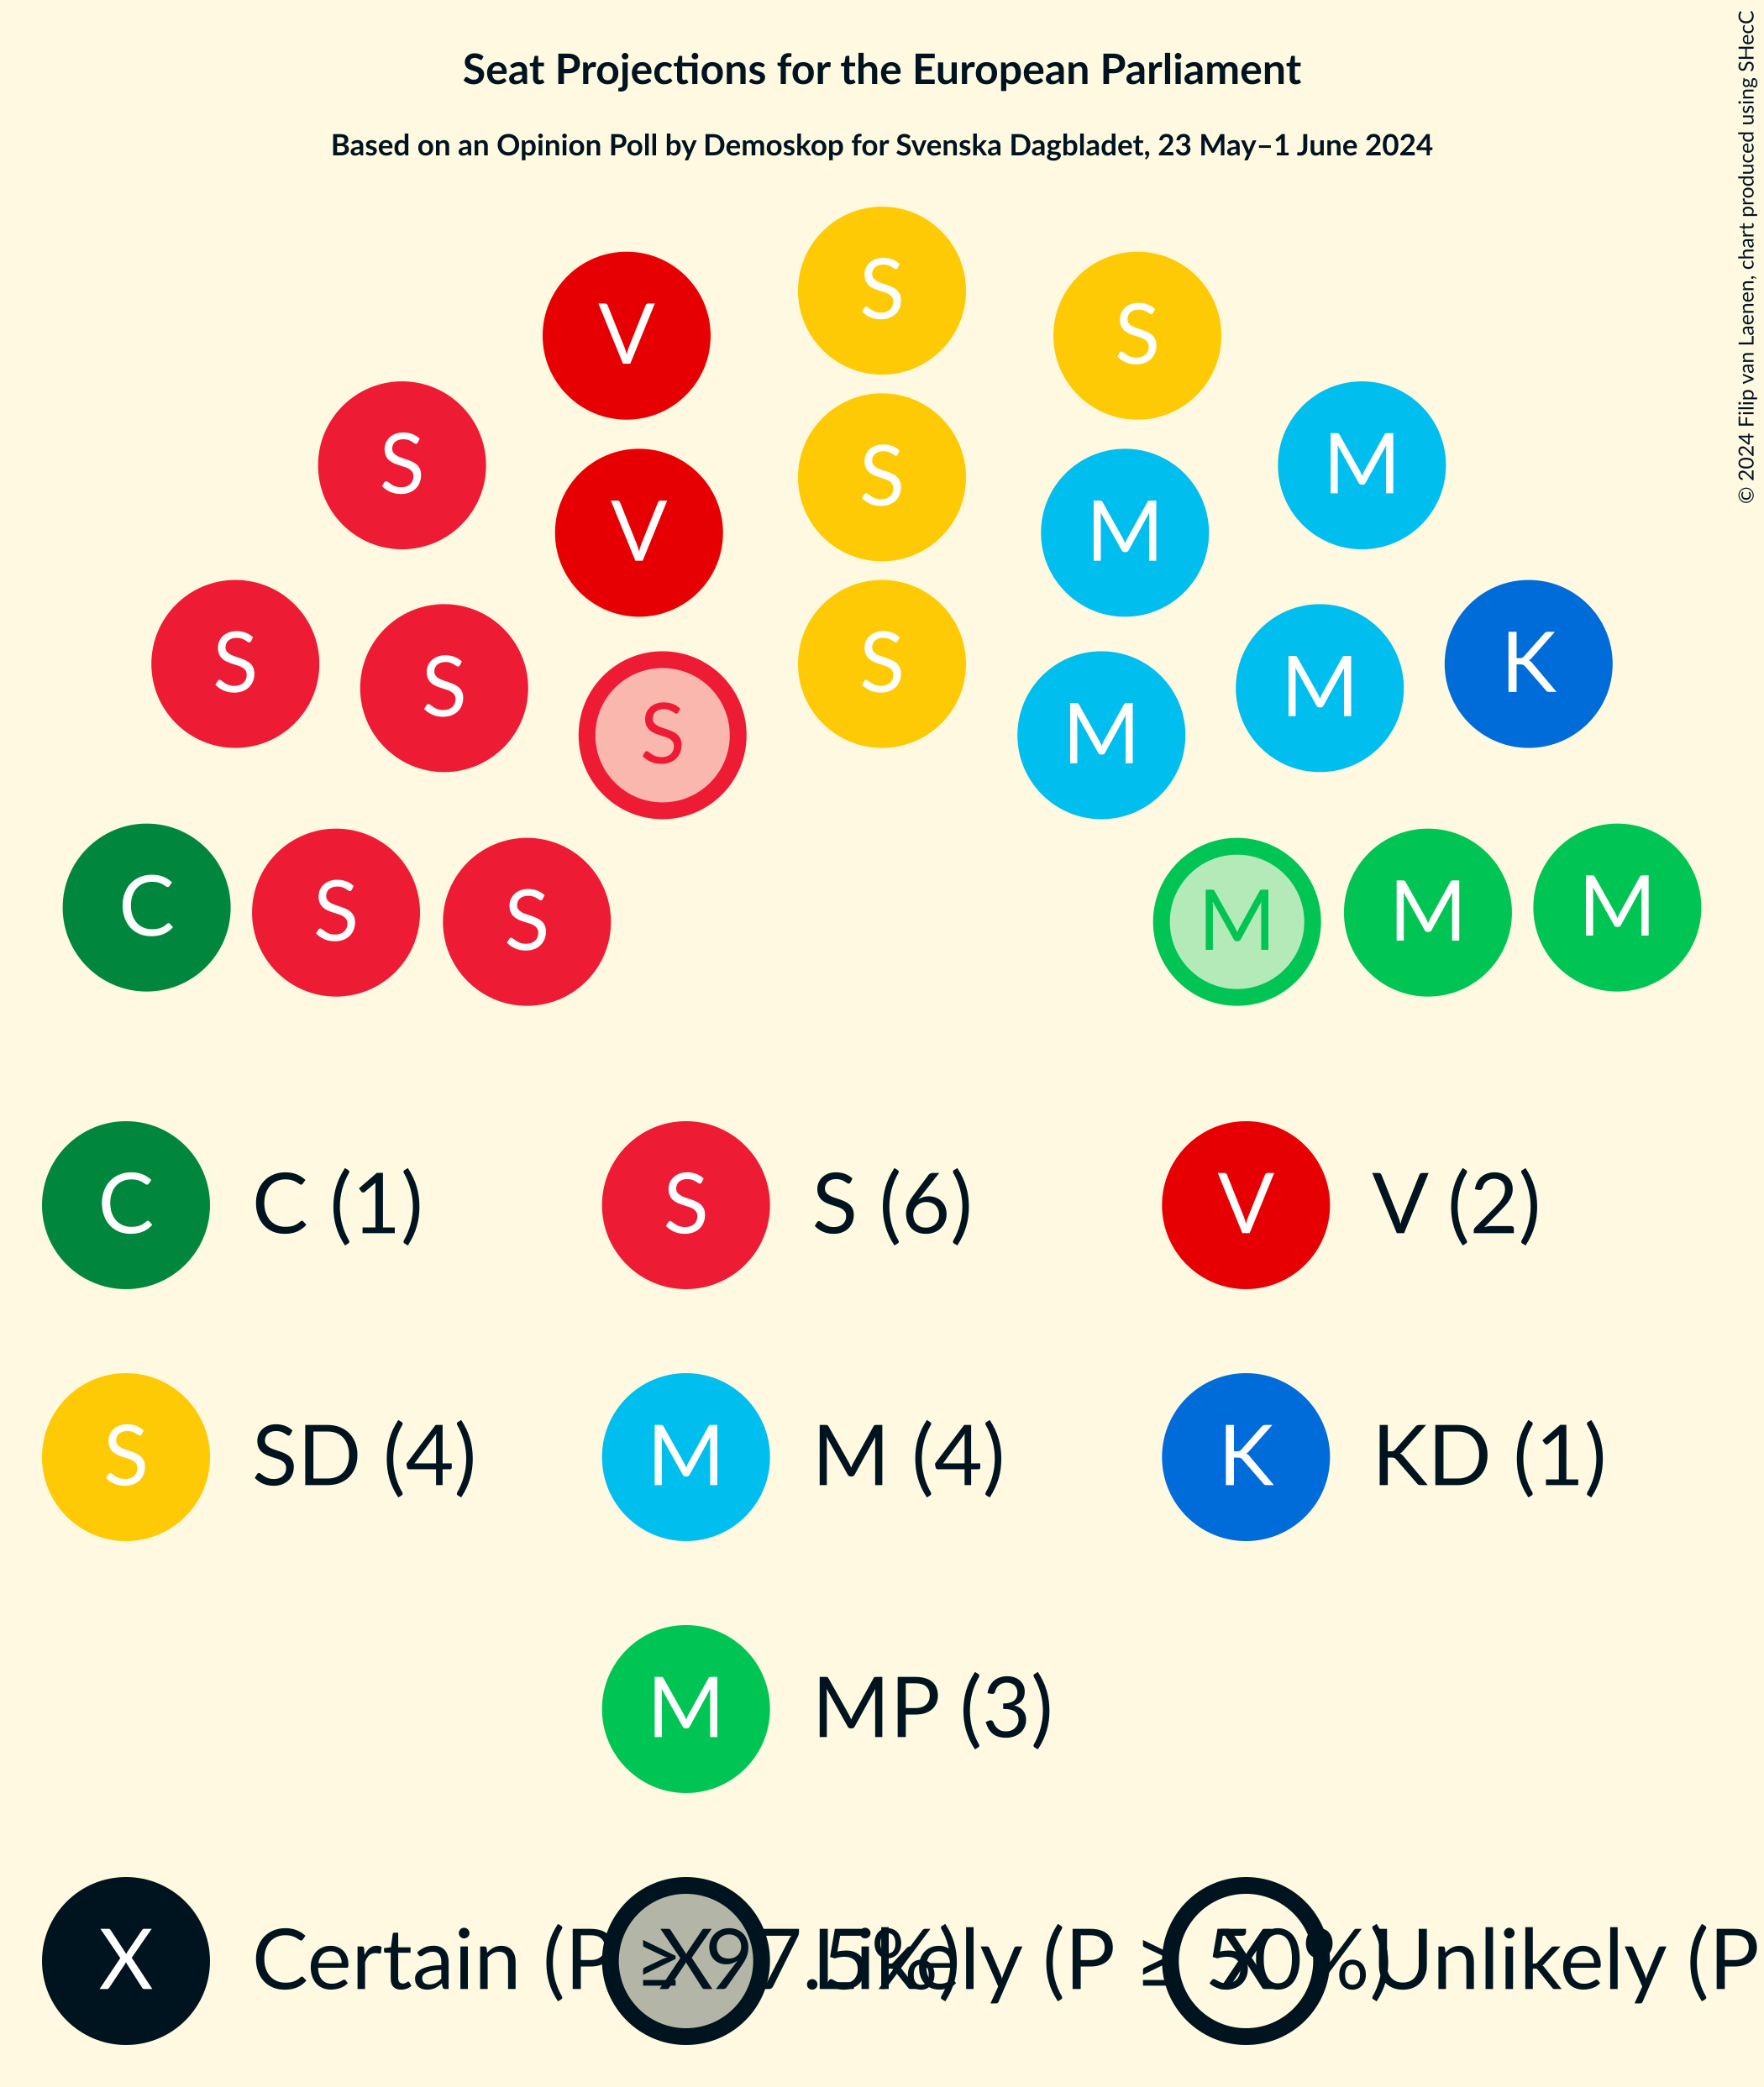 Seat Projections for the European Parliament
Based on an Opinion Poll by Demoskop for Svenska Dagbladet, 23 May–1 June 2024
© 2024 Filip van Laenen, chart produced using SHecC
S
V S S
S S M
V M
S S S K
S M
S M
C S S M M M
C C (1) S S (6) V V (2)
S SD (4) M M (4) K KD (1)
M MP (3)
X Certain (P ≥ 97.5%) X Likely (P ≥ 50%) X Unlikely (P